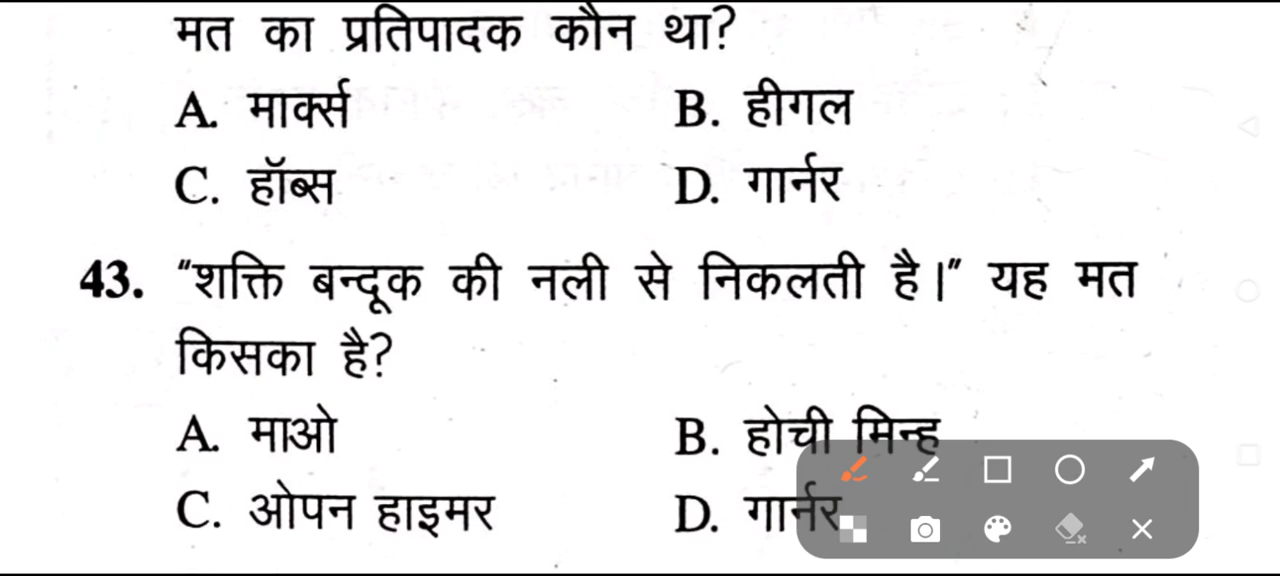 मत का प्रतिपादक कौन था?
A. मार्क्स B. हीगल
C. हॉब्स D. गार्नर
43. “शक्ति बन्दूक की नली से निकलती है।” यह मत
किसका है?
A. माओ B. होची मिन्ह
C. ओपन हाइमर D. गार्नर